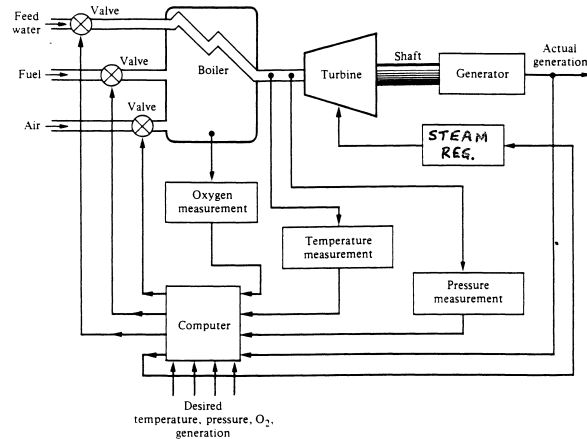 Feed
water
Valve
Fuel
Valve
Air
Valve
Boiler
Turbine
Shaft
Generator
Actual
generation
STEAM
REG.
Oxygen
measurement
Temperature
measurement
Pressure
measurement
Computer
Desired
temperature, pressure, O₂,
generation